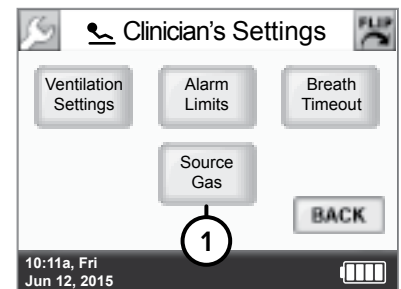 Clinician's Settings
FLIP
Ventilation
Settings
Alarm
Limits
Breath
Timeout
Source
Gas
BACK
1
10:11a, Fri
Jun 12, 2015